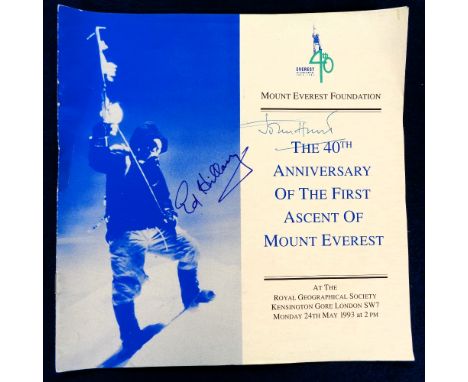 EVEREST
40
MOUNT EVEREST FOUNDATION
John Hunt
THE 40TH
ANNIVERSARY
OF THE FIRST
ASCENT OF
MOUNT EVEREST
Ed Hillary
AT THE
ROYAL GEOGRAPHICAL SOCIETY
KENSINGTON GORE LONDON SW7
MONDAY 24TH MAY 1993 at 2 PM